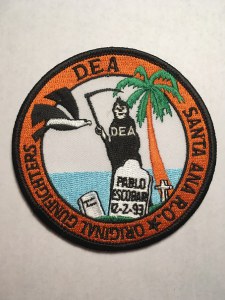 DEA
SANTA ANA R.O.
ORIGINAL GUNFIGHTERS
DEA
PABLO
ESCOBAR
12-2-93